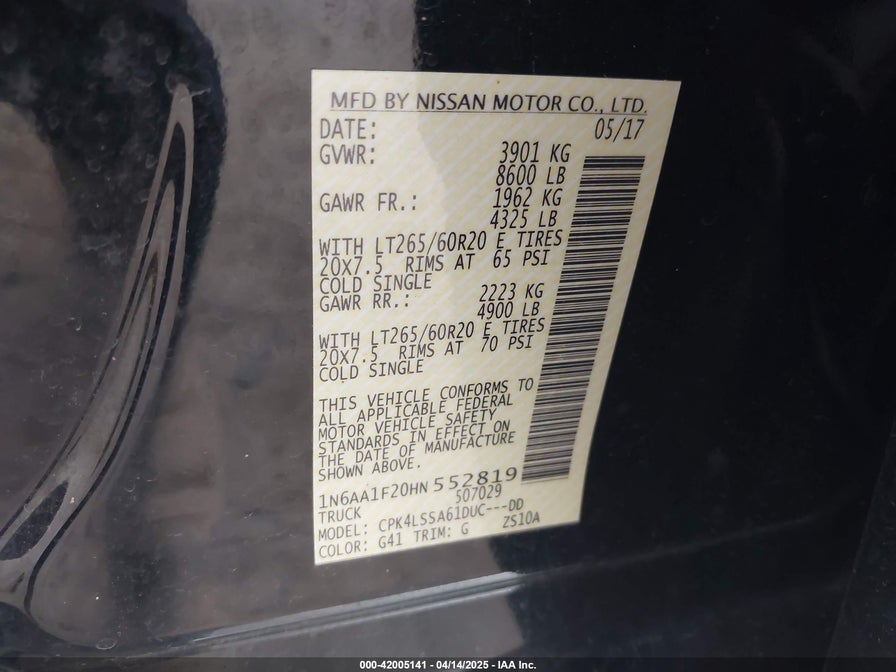 MFD BY NISSAN MOTOR CO., LTD.
DATE: 05/17
GVWR: 3901 KG
8600 LB
GAWR FR.: 1962 KG
4325 LB
WITH LT265/60R20 E TIRES
20X7.5 RIMS AT 65 PSI
COLD SINGLE
GAWR RR.: 2223 KG
4900 LB
WITH LT265/60R20 E TIRES
20X7.5 RIMS AT 70 PSI
COLD SINGLE
THIS VEHICLE CONFORMS TO
ALL APPLICABLE FEDERAL
MOTOR VEHICLE SAFETY
STANDARDS IN EFFECT ON
THE DATE OF MANUFACTURE
SHOWN ABOVE.
1N6AA1F20HN 552819
TRUCK 507029
MODEL: CPK4LSSA61DUC---DD
COLOR: G41 TRIM: G ZS10A
000-42005141 - 04/14/2025 - IAA Inc.